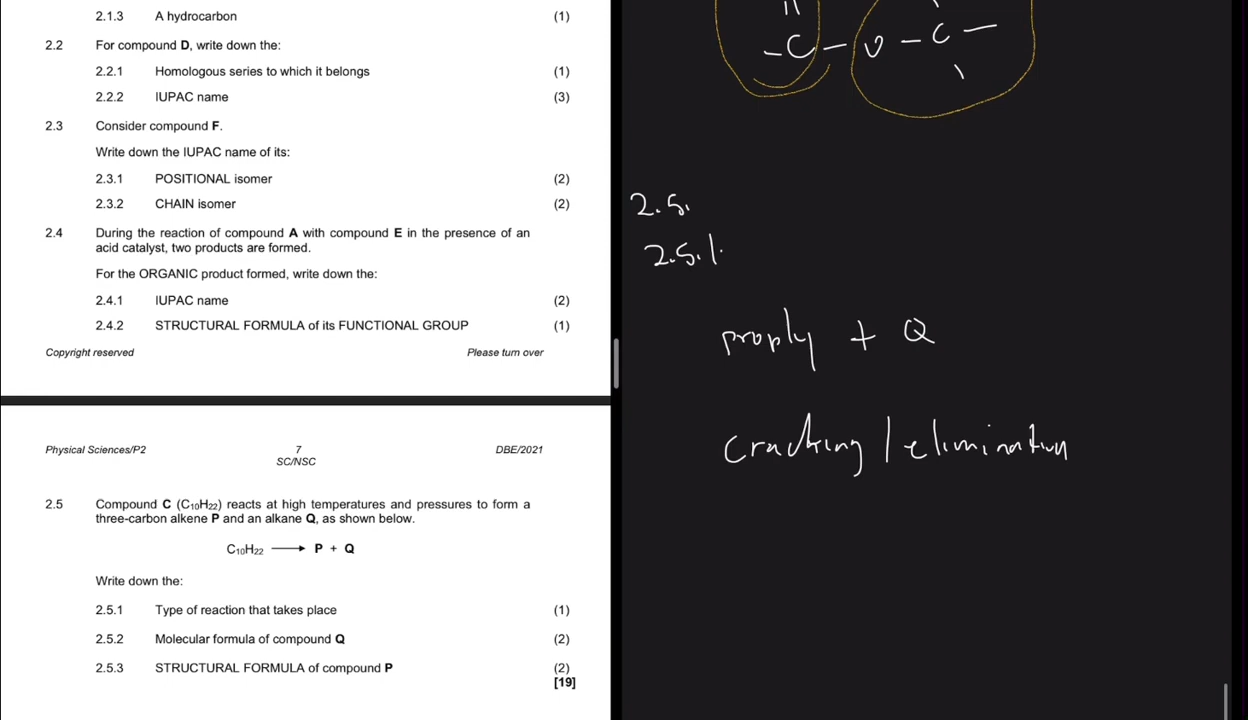 2.1.3 A hydrocarbon (1)
2.2 For compound D, write down the:
2.2.1 Homologous series to which it belongs (1)
2.2.2 IUPAC name (3)
2.3 Consider compound F.
Write down the IUPAC name of its:
2.3.1 POSITIONAL isomer (2)
2.3.2 CHAIN isomer (2)
2.4 During the reaction of compound A with compound E in the presence of an
acid catalyst, two products are formed.
For the ORGANIC product formed, write down the:
2.4.1 IUPAC name (2)
2.4.2 STRUCTURAL FORMULA of its FUNCTIONAL GROUP (1)
Copyright reserved Please turn over
Physical Sciences/P2 7 DBE/2021
SC/NSC
2.5 Compound C (C₁₀H₂₂) reacts at high temperatures and pressures to form a
three-carbon alkene P and an alkane Q, as shown below.
C₁₀H₂₂ ⟶ P + Q
Write down the:
2.5.1 Type of reaction that takes place (1)
2.5.2 Molecular formula of compound Q (2)
2.5.3 STRUCTURAL FORMULA of compound P (2)
[19]
– C – O – C –
2.5.
2.5.1.
proply + Q
cracking / elimination